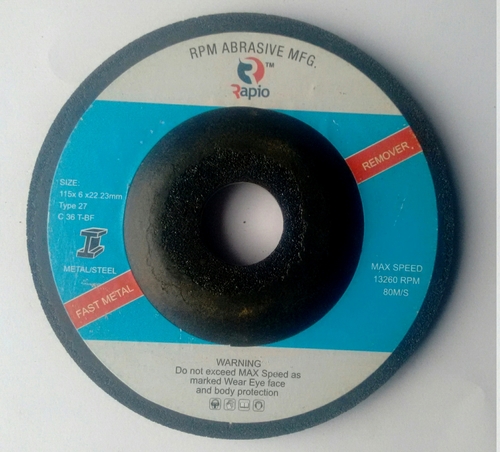 RPM ABRASIVE MFG.
TM
Rapio
REMOVER
SIZE:
115x 6 x22.23mm
Type 27
C 36 T-BF
METAL/STEEL
MAX SPEED
13260 RPM
80M/S
FAST METAL
WARNING
Do not exceed MAX Speed as
marked Wear Eye face
and body protection